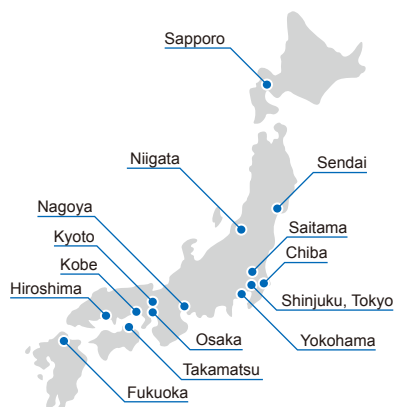 Sapporo
Niigata
Sendai
Nagoya
Saitama
Kyoto
Chiba
Kobe
Hiroshima
Shinjuku, Tokyo
Osaka
Yokohama
Takamatsu
Fukuoka